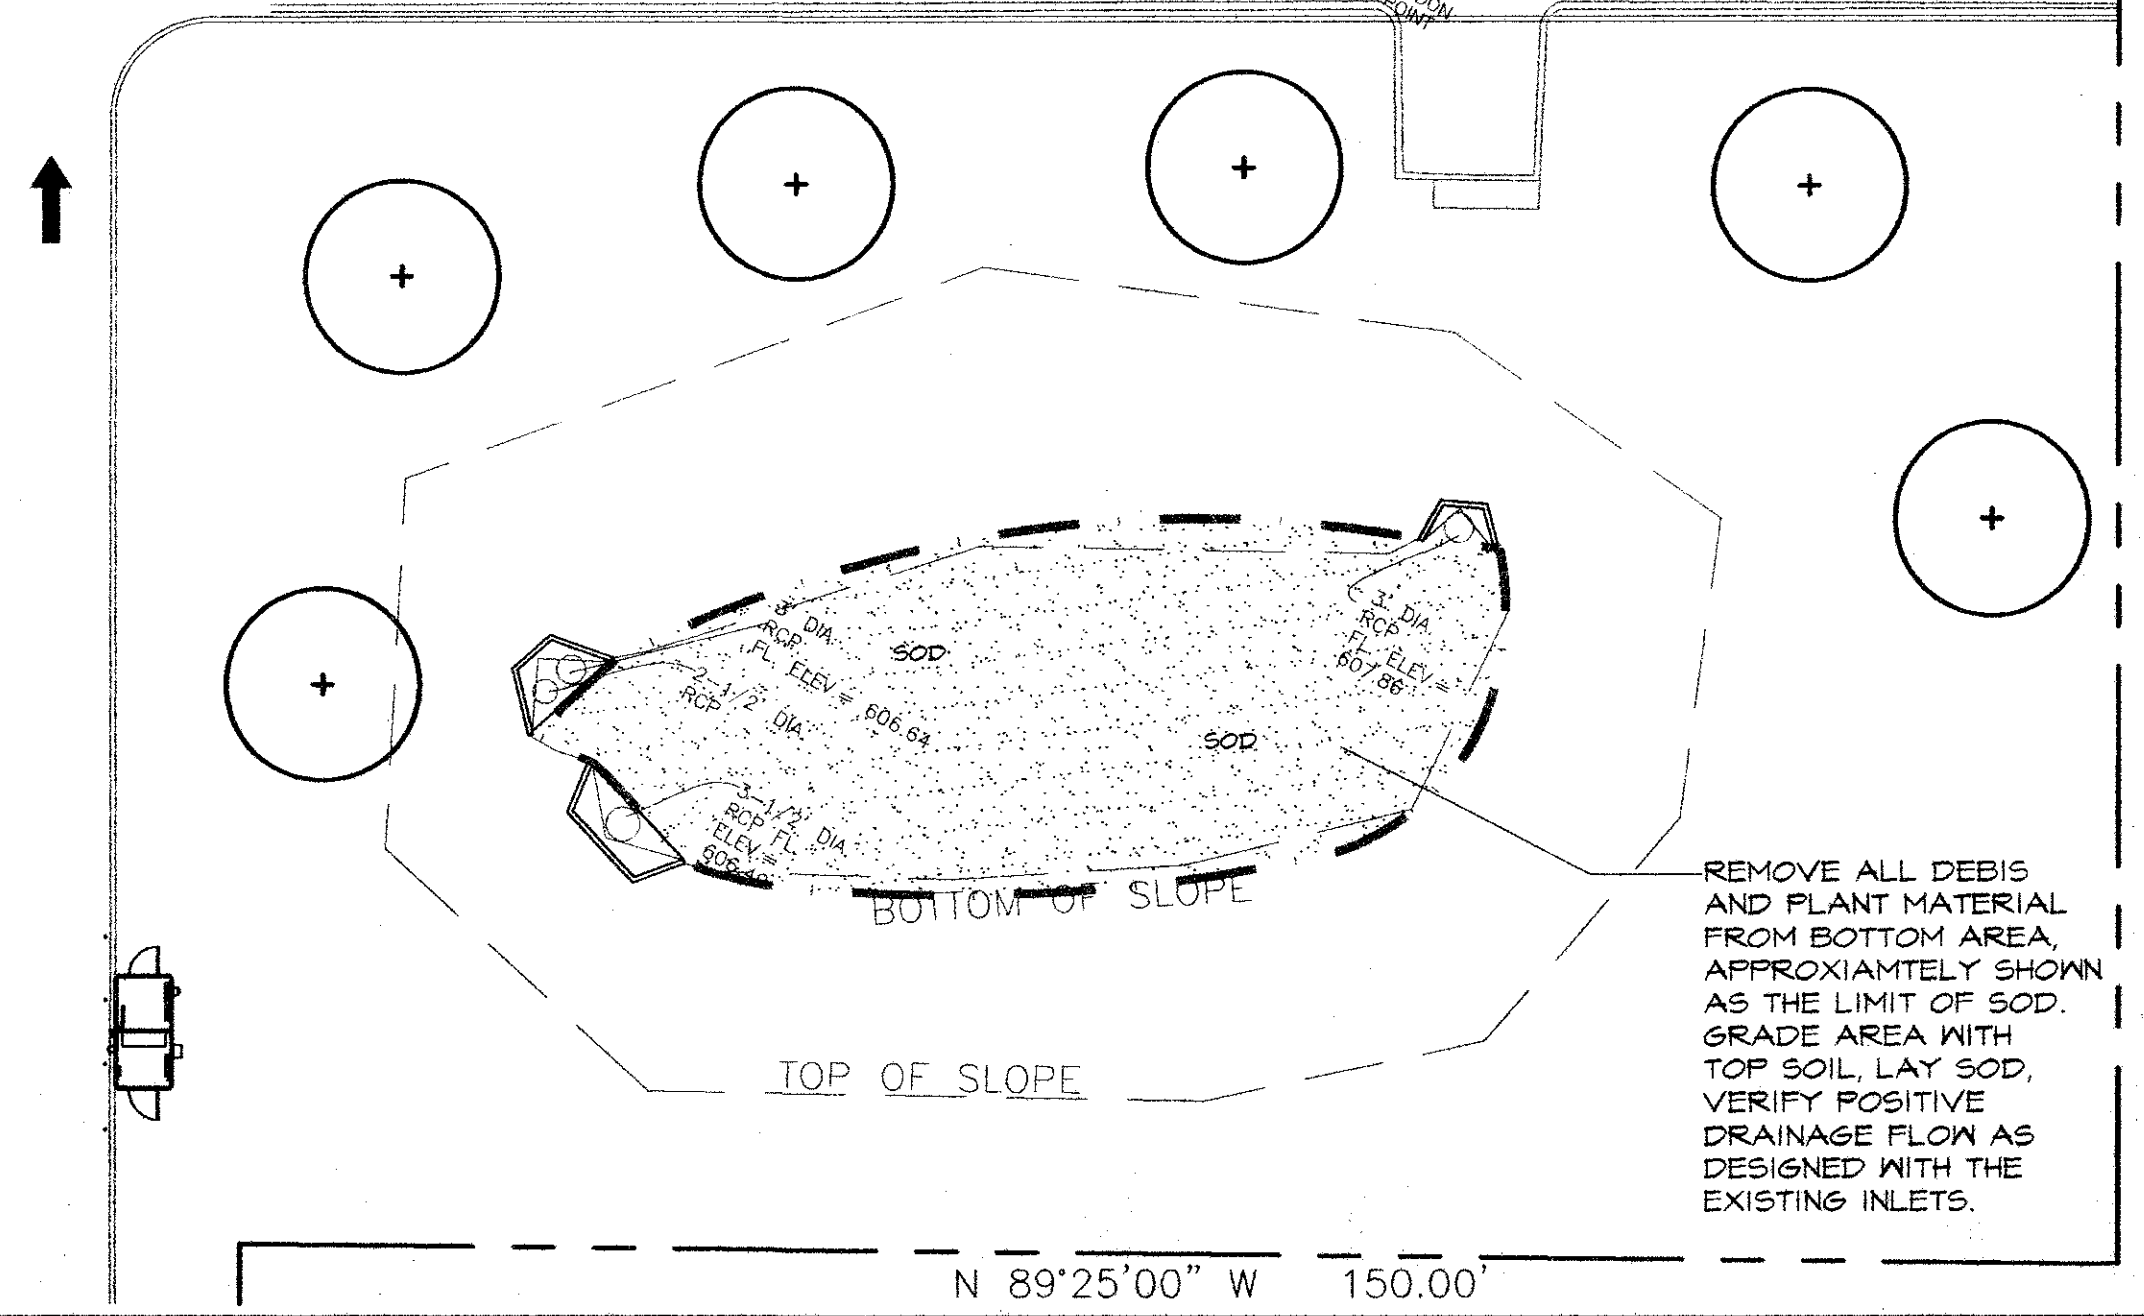 OINT
SOD
3' DIA.
RCP
FL. ELEV =
606.64
2-1/2' DIA.
RCP
3' DIA.
RCP
FL. ELEV =
607.86
SOD
3-1/2' DIA.
RCP FL.
ELEV =
BOTTOM OF SLOPE
TOP OF SLOPE
REMOVE ALL DEBIS
AND PLANT MATERIAL
FROM BOTTOM AREA,
APPROXIAMTELY SHOWN
AS THE LIMIT OF SOD.
GRADE AREA WITH
TOP SOIL, LAY SOD,
VERIFY POSITIVE
DRAINAGE FLOW AS
DESIGNED WITH THE
EXISTING INLETS.
N 89°25'00" W 150.00'